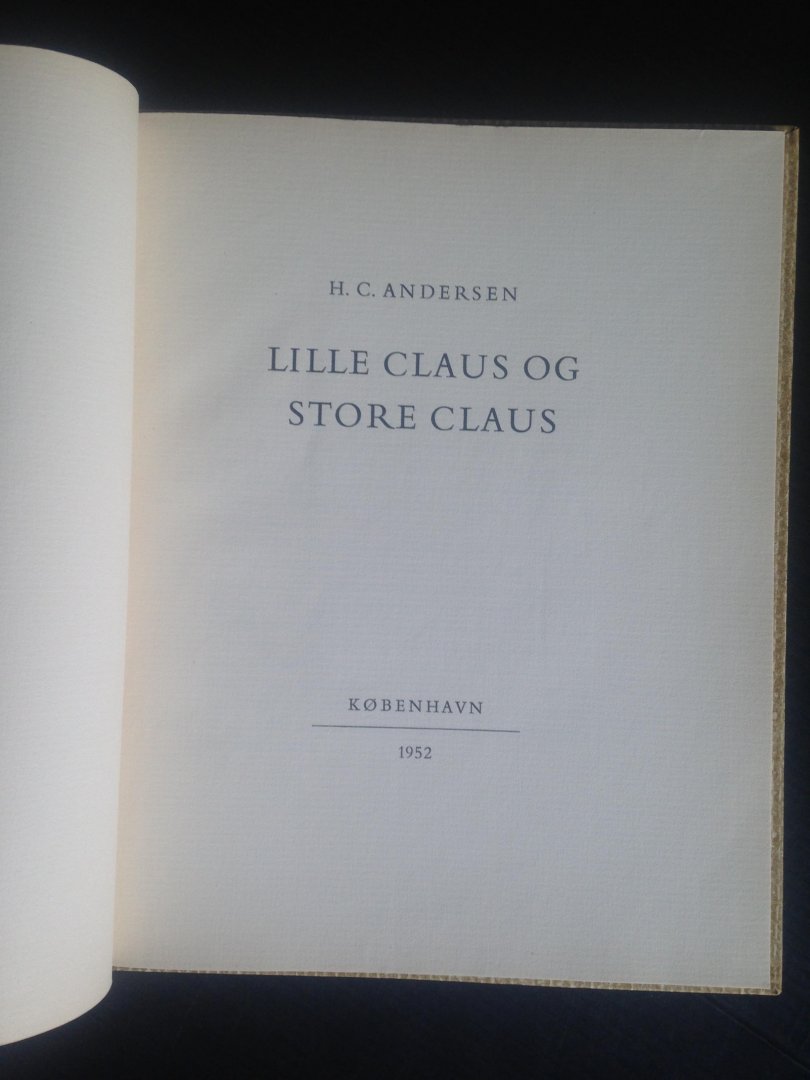 H. C. ANDERSEN
LILLE CLAUS OG
STORE CLAUS
KØBENHAVN
1952